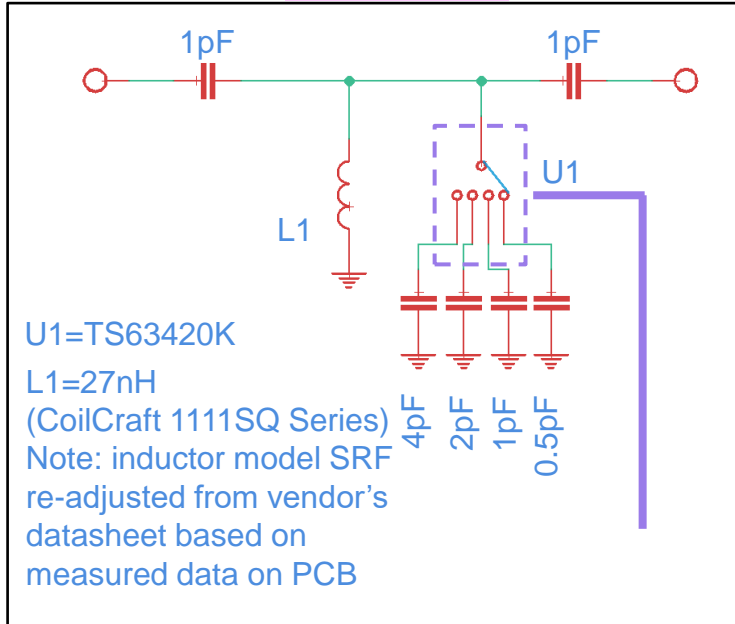 1pF
1pF
U1
L1
U1=TS63420K
L1=27nH
(CoilCraft 1111SQ Series)
Note: inductor model SRF
re-adjusted from vendor's
datasheet based on
measured data on PCB
4pF
2pF
1pF
0.5pF